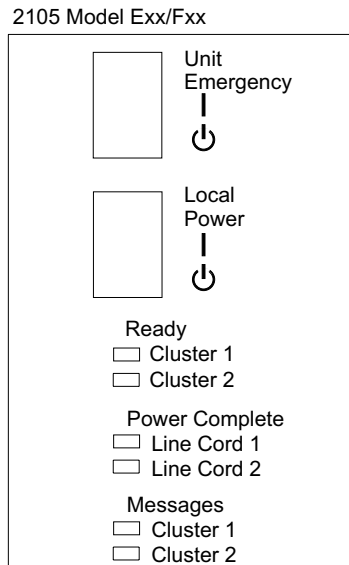 2105 Model Exx/Fxx
Unit
Emergency
Local
Power
Ready
Cluster 1
Cluster 2
Power Complete
Line Cord 1
Line Cord 2
Messages
Cluster 1
Cluster 2